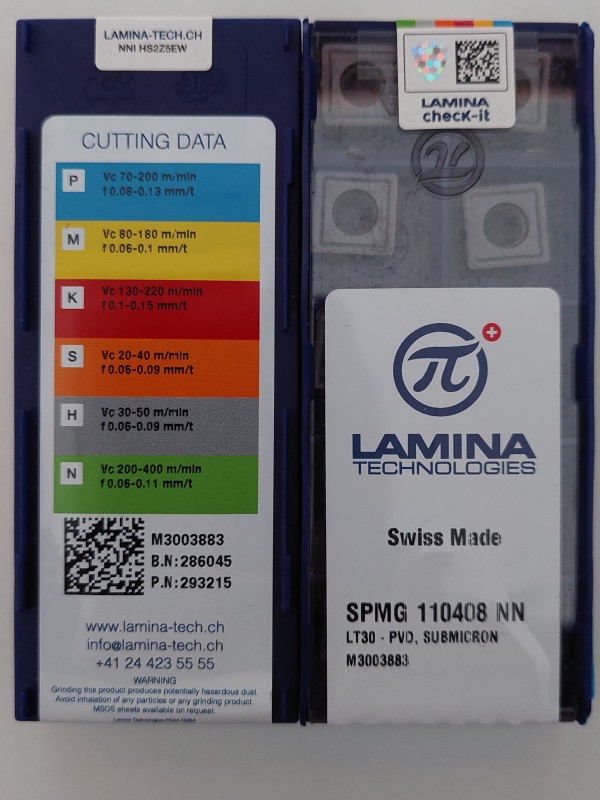 LAMINA-TECH.CH
NNI HS2Z5EW
CUTTING DATA
P
Vc 70-200 m/min
f 0.08-0.13 mm/t
M
Vc 80-180 m/min
f 0.06-0.1 mm/t
K
Vc 130-220 m/min
f 0.1-0.15 mm/t
S
Vc 20-40 m/min
f 0.06-0.09 mm/t
H
Vc 30-50 m/min
f 0.06-0.09 mm/t
N
Vc 200-400 m/min
f 0.06-0.11 mm/t
M3003883
B.N:286045
P.N:293215
www.lamina-tech.ch
info@lamina-tech.ch
+41 24 423 55 55
WARNING
Grinding this product produces potentially hazardous dust.
Avoid inhalation of any particles or any grinding product.
MSDS sheets available on request.
Lamina Technologies
LAMINA
check-it
π
LAMINA
TECHNOLOGIES
Swiss Made
SPMG 110408 NN
LT30 - PVD, SUBMICRON
M3003883